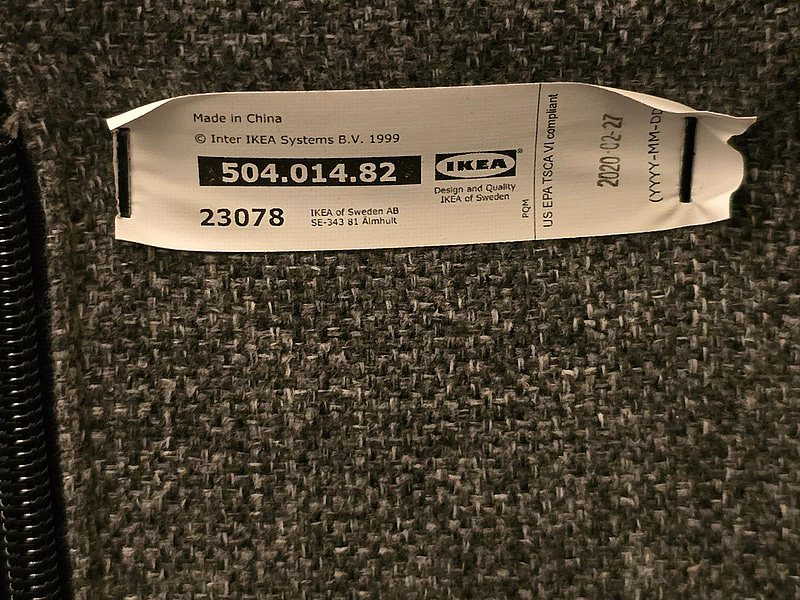 Made in China
© Inter IKEA Systems B.V. 1999
504.014.82
23078
IKEA of Sweden AB
SE-343 81 Älmhult
IKEA®
Design and Quality
IKEA of Sweden
PQM
US EPA TSCA VI compliant
2020-02-27
(YYYY-MM-DD